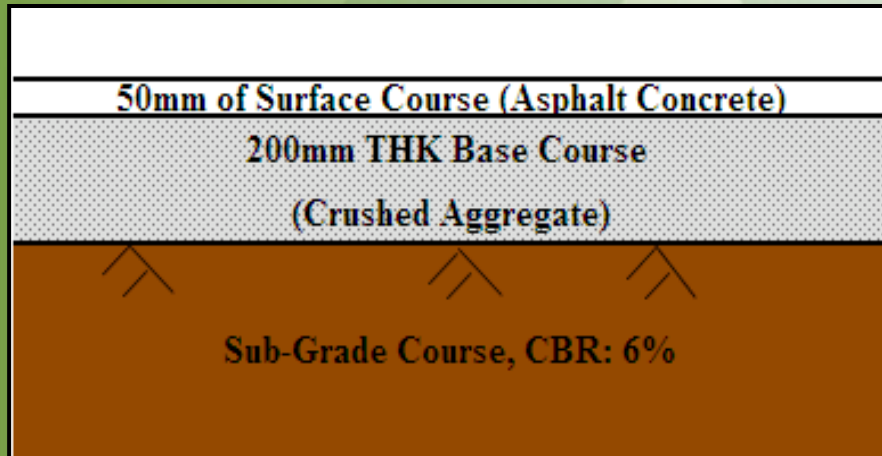 50mm of Surface Course (Asphalt Concrete)
200mm THK Base Course
(Crushed Aggregate)
Sub-Grade Course, CBR: 6%